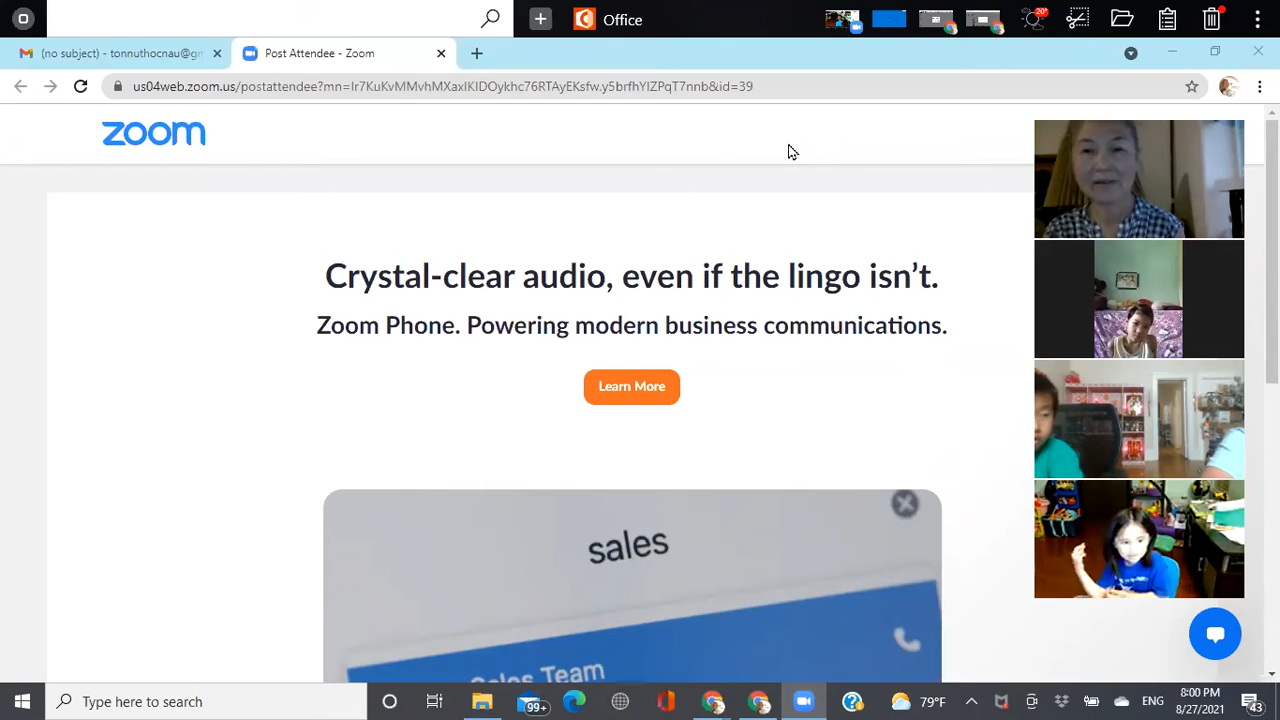 Office
(no subject) - tonnuthocnau@gm
Post Attendee - Zoom
us04web.zoom.us/postattendee?mn=Ir7KuKvMMvhMXaxIKIDOykhc76RTAyEKsfw.y5brfhYIZPqT7nnb&id=39
zoom
Crystal-clear audio, even if the lingo isn't.
Zoom Phone. Powering modern business communications.
Learn More
sales
Sales Team
Type here to search
99+
79°F
ENG
8:00 PM
8/27/2021
43
20°